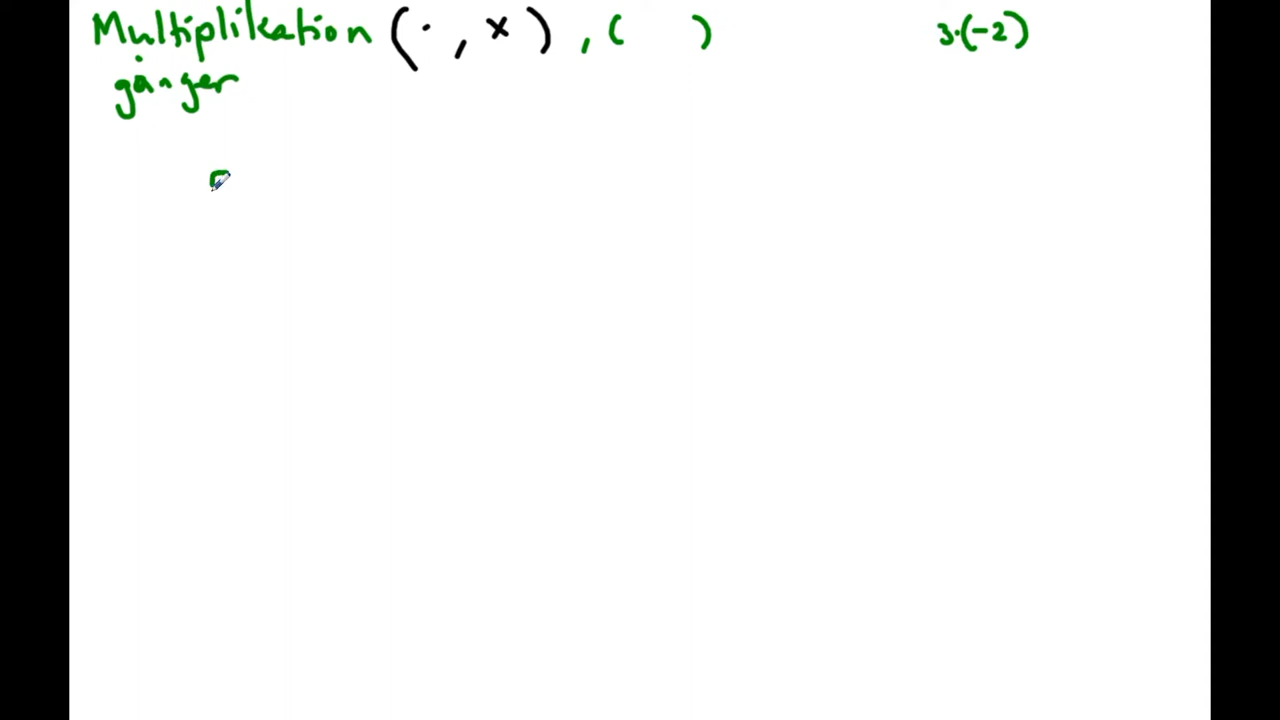 Multiplikation (·, ×), ( ) 3·(-2)
gånger